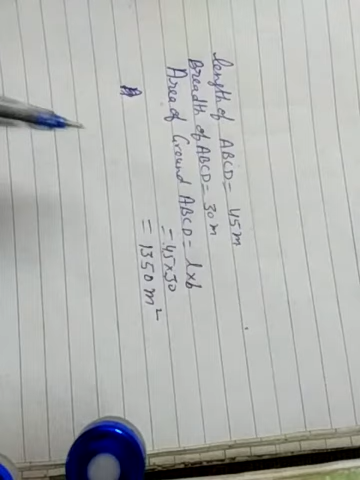 length of ABCD = 45m
Breadth of ABCD = 30m
Area of Ground ABCD = l×b
= 45×30
= 1350 m²